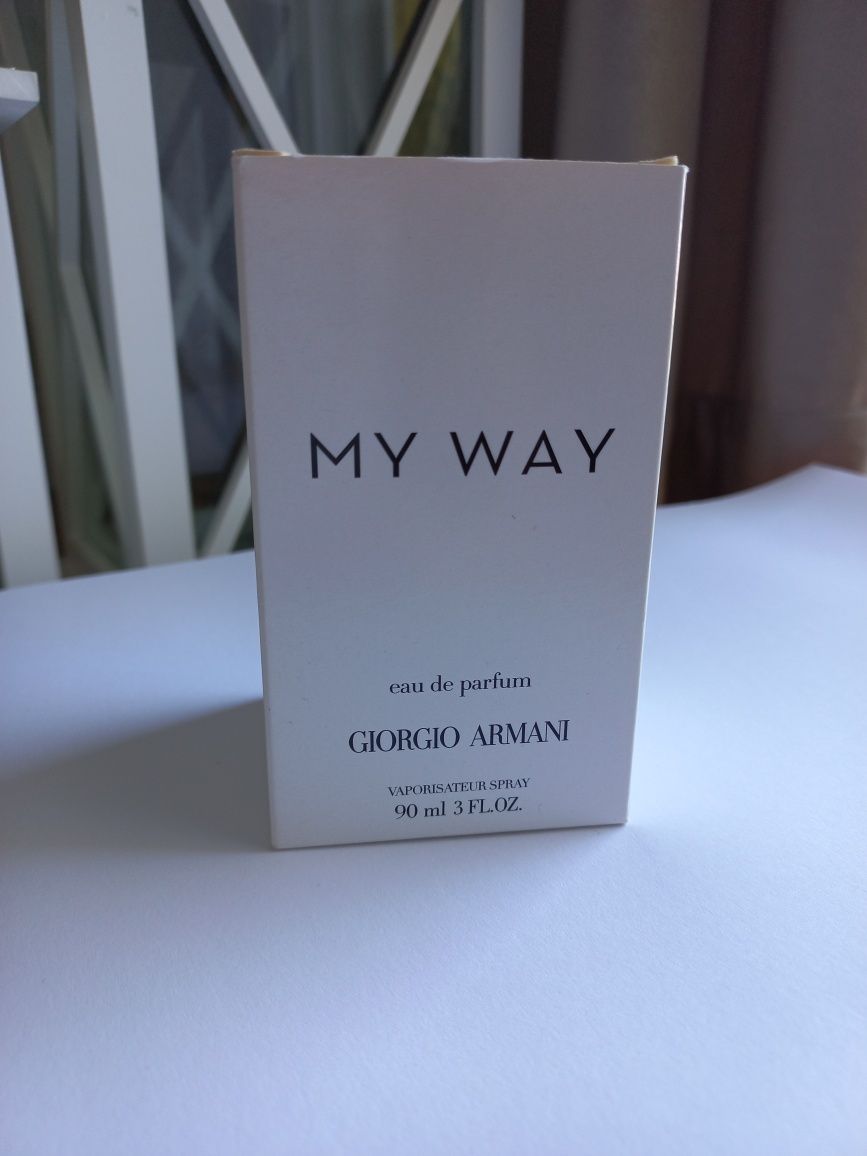 MY WAY
eau de parfum
GIORGIO ARMANI
VAPORISATEUR SPRAY
90 ml 3 FL.OZ.